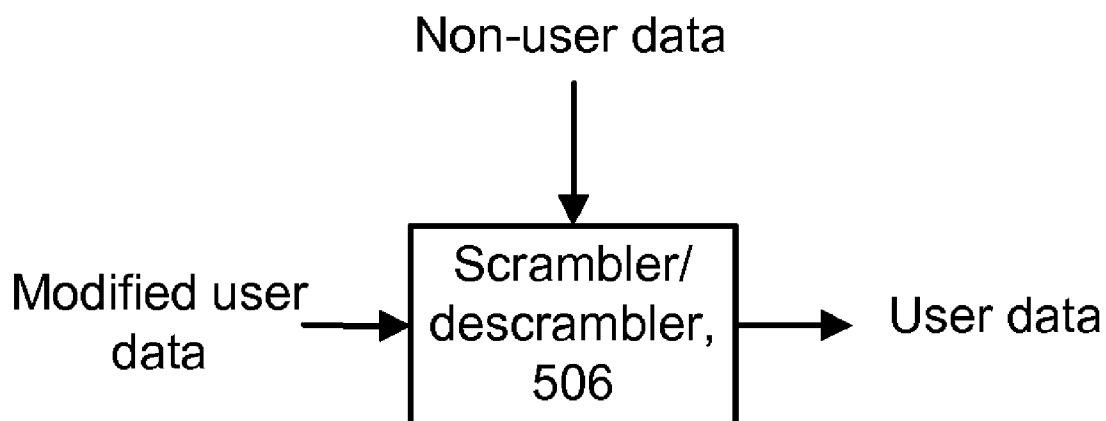 Non-user data
Scrambler/
descrambler,
506
Modified user
data
User data